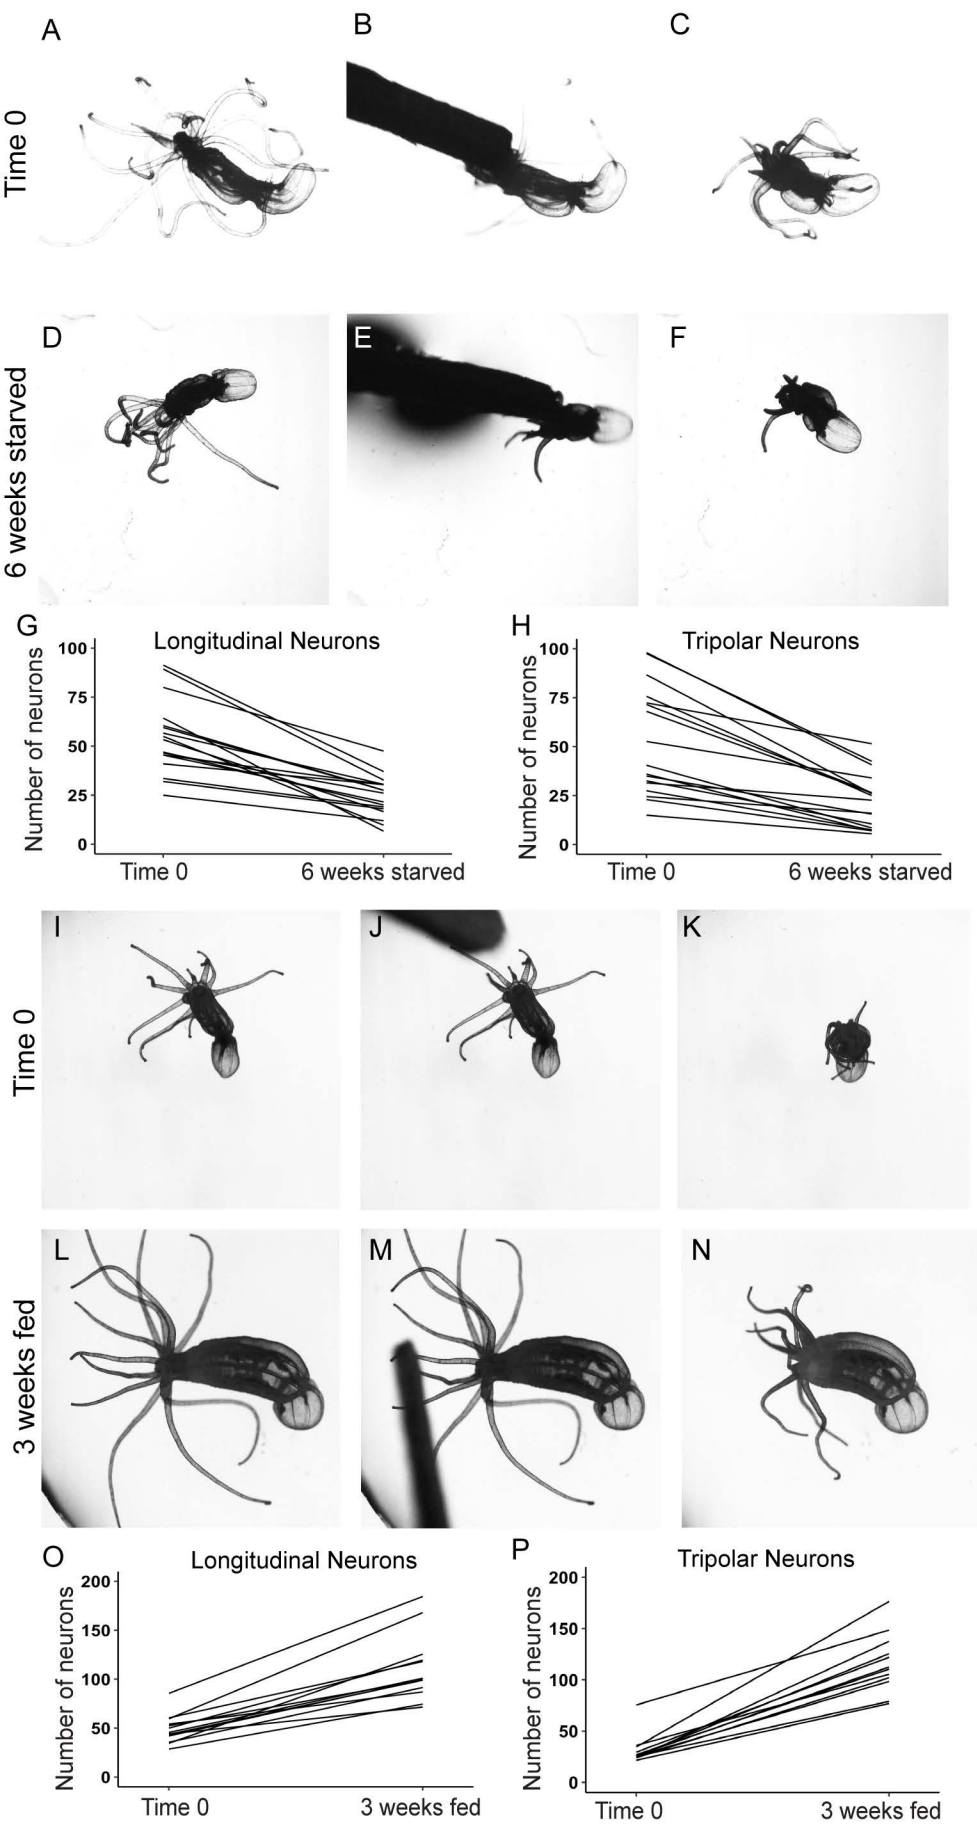 A B C
Time 0
D E F
6 weeks starved
G Longitudinal Neurons
100
75
50
25
0
Number of neurons
Time 0 6 weeks starved
H Tripolar Neurons
100
75
50
25
0
Number of neurons
Time 0 6 weeks starved
I J K
Time 0
L M N
3 weeks fed
O Longitudinal Neurons
200
150
100
50
0
Number of neurons
Time 0 3 weeks fed
P Tripolar Neurons
200
150
100
50
0
Number of neurons
Time 0 3 weeks fed